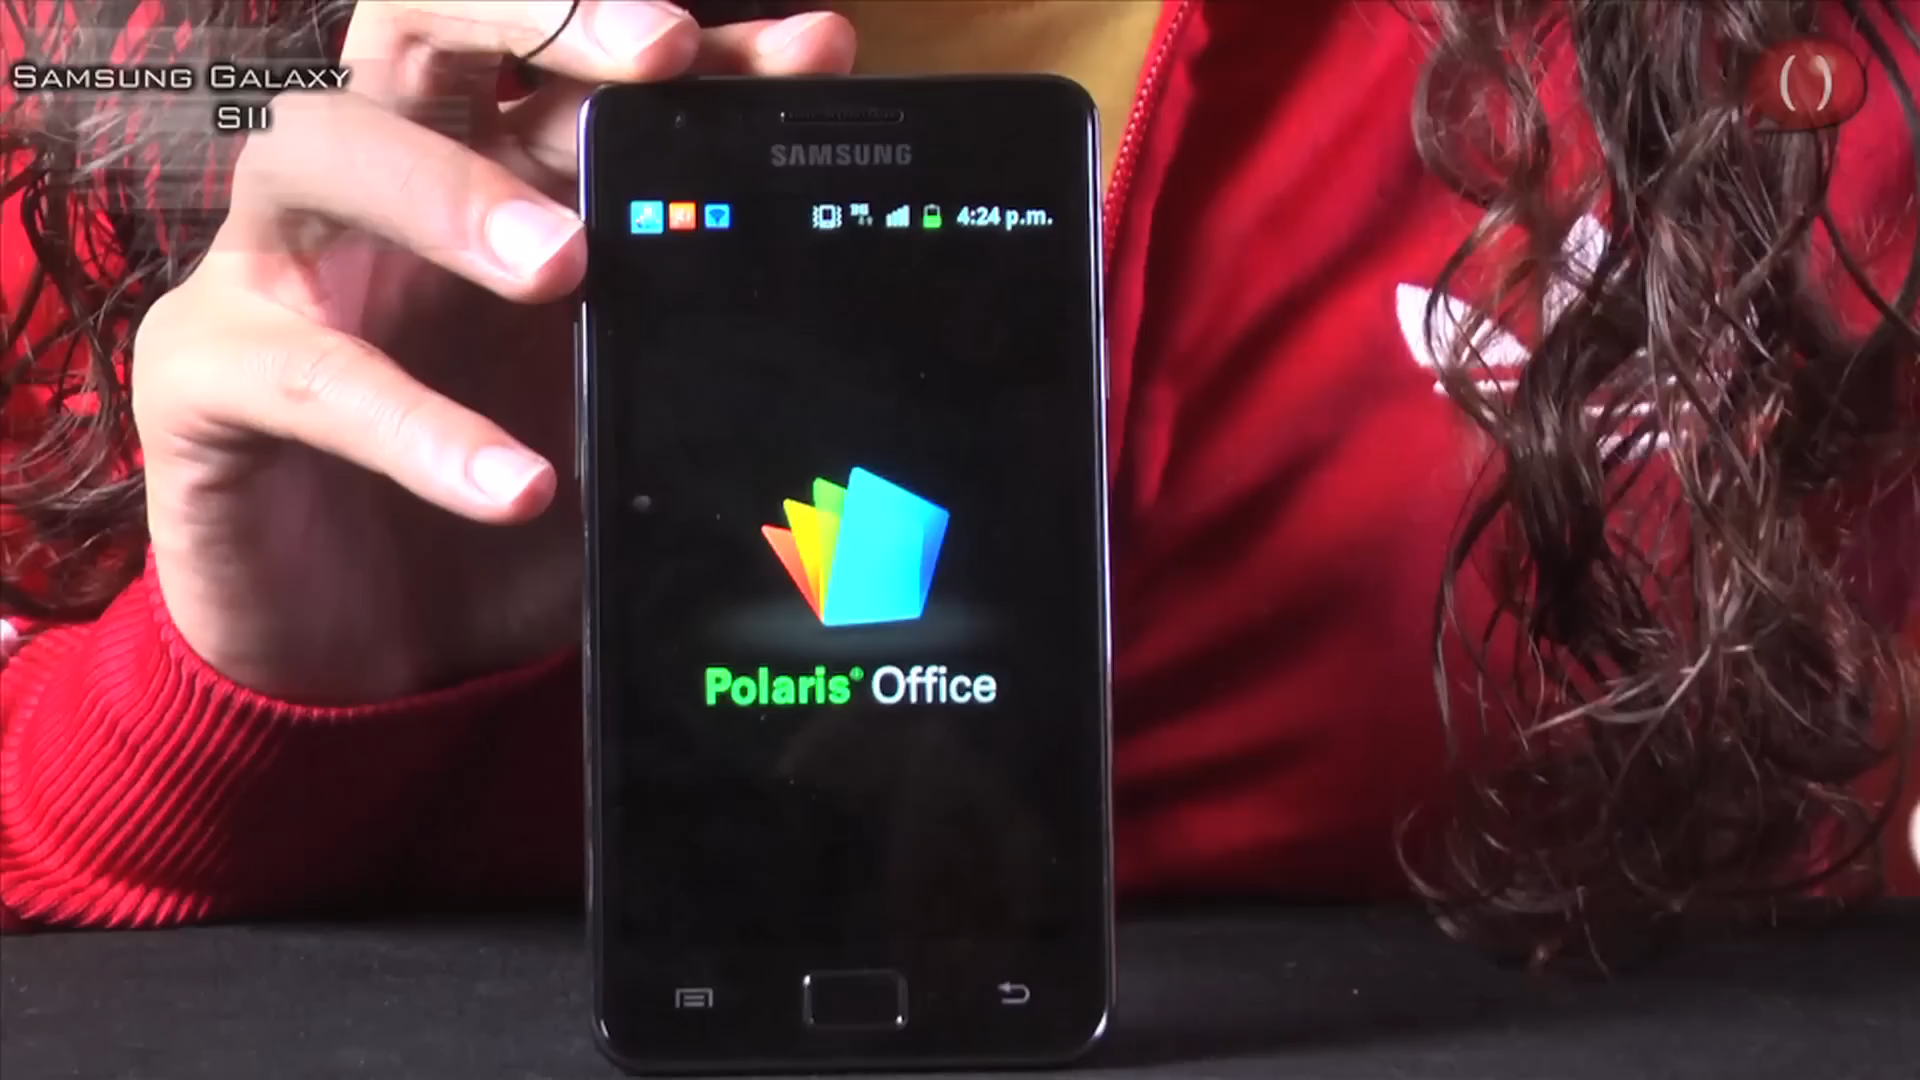 SAMSUNG GALAXY
SII
SAMSUNG
4:24 p.m.
Polaris® Office